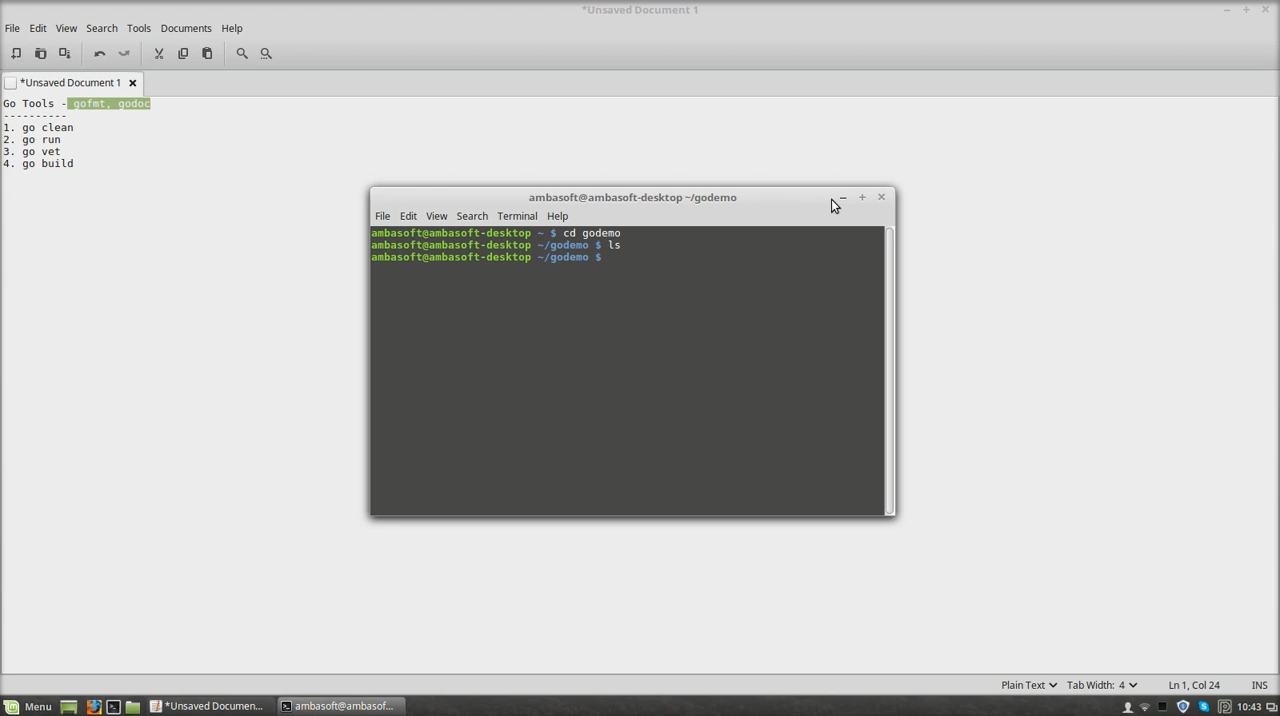 *Unsaved Document 1
File Edit View Search Tools Documents Help
*Unsaved Document 1
Go Tools - gofmt, godoc
----------
1. go clean
2. go run
3. go vet
4. go build
ambasoft@ambasoft-desktop ~/godemo
File Edit View Search Terminal Help
ambasoft@ambasoft-desktop ~ $ cd godemo
ambasoft@ambasoft-desktop ~/godemo $ ls
ambasoft@ambasoft-desktop ~/godemo $
Plain Text Tab Width: 4 Ln 1, Col 24 INS
Menu *Unsaved Documen... ambasoft@ambasof... 10:43